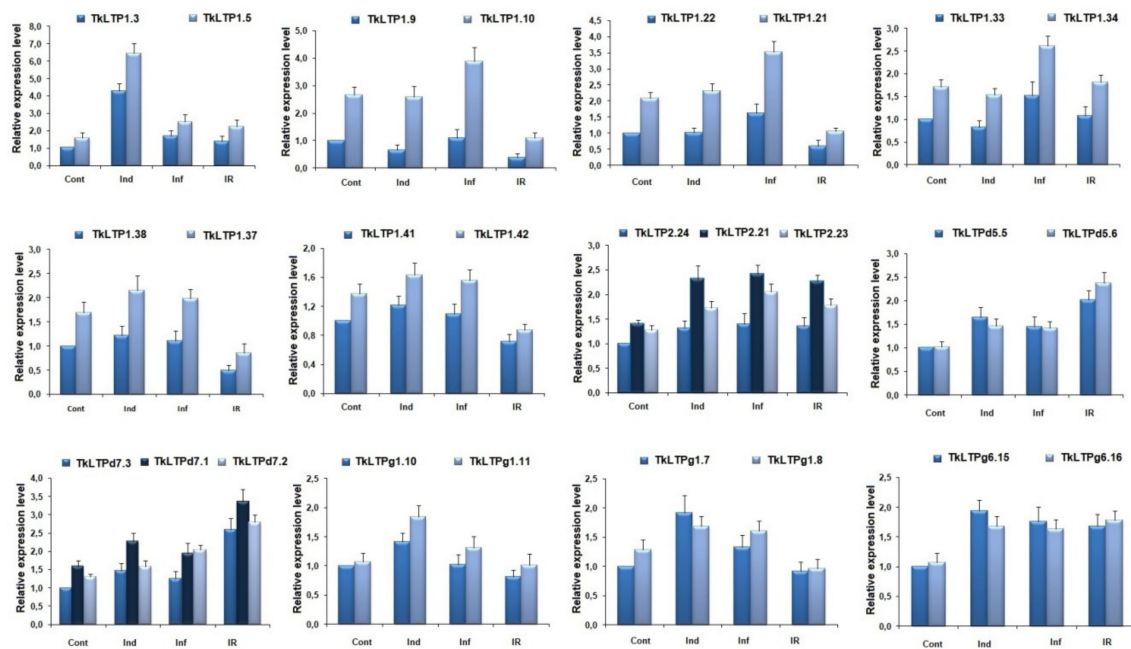 TkLTP1.3 TkLTP1.5
Relative expression level
8,0
7,0
6,0
5,0
4,0
3,0
2,0
1,0
0,0
Cont Ind Inf IR
TkLTP1.9 TkLTP1.10
Relative expression level
5,0
4,0
3,0
2,0
1,0
0,0
Cont Ind Inf IR
TkLTP1.22 TkLTP1.21
Relative expression level
4,5
4,0
3,5
3,0
2,5
2,0
1,5
1,0
0,5
0,0
Cont Ind Inf IR
TkLTP1.33 TkLTP1.34
Relative expression level
3,0
2,5
2,0
1,5
1,0
0,5
0,0
Cont Ind Inf IR
TkLTP1.38 TkLTP1.37
Relative expression level
3,0
2,5
2,0
1,5
1,0
0,5
0,0
Cont Ind Inf IR
TkLTP1.41 TkLTP1.42
Relative expression level
2,0
1,6
1,2
0,8
0,4
0,0
Cont Ind Inf IR
TkLTP2.24 TkLTP2.21 TkLTP2.23
Relative expression level
3,0
2,5
2,0
1,5
1,0
0,5
0,0
Cont Ind Inf IR
TkLTPd5.5 TkLTPd5.6
Relative expression level
3,0
2,5
2,0
1,5
1,0
0,5
0,0
Cont Ind Inf IR
TkLTPd7.3 TkLTPd7.1 TkLTPd7.2
Relative expression level
4,0
3,5
3,0
2,5
2,0
1,5
1,0
0,5
0,0
Cont Ind Inf IR
TkLTPg1.10 TkLTPg1.11
Relative expression level
2,5
2,0
1,5
1,0
0,5
0,0
Cont Ind Inf IR
TkLTPg1.7 TkLTPg1.8
Relative expression level
2,5
2,0
1,5
1,0
0,5
0,0
Cont Ind Inf IR
TkLTPg6.15 TkLTPg6.16
Relative expression level
2,5
2,0
1,5
1,0
0,5
0,0
Cont Ind Inf IR